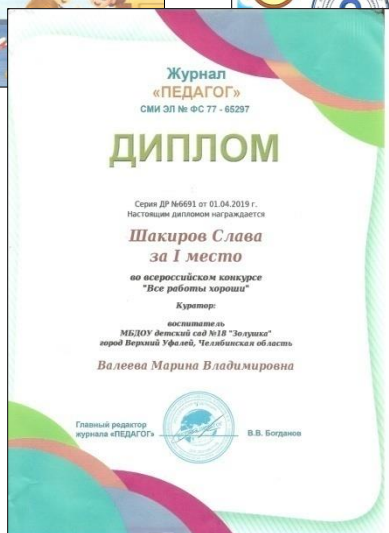 Журнал
«ПЕДАГОГ»
СМИ ЭЛ № ФС 77 - 65297
ДИПЛОМ
Серия ДР №6691 от 01.04.2019 г.
Настоящим дипломом награждается
Шакиров Слава
за I место
во всероссийском конкурсе
"Все работы хороши"
Куратор:
воспитатель
МБДОУ детский сад №18 "Золушка"
город Верхний Уфалей, Челябинская область
Валеева Марина Владимировна
Главный редактор
журнала «ПЕДАГОГ»
В.В. Богданов